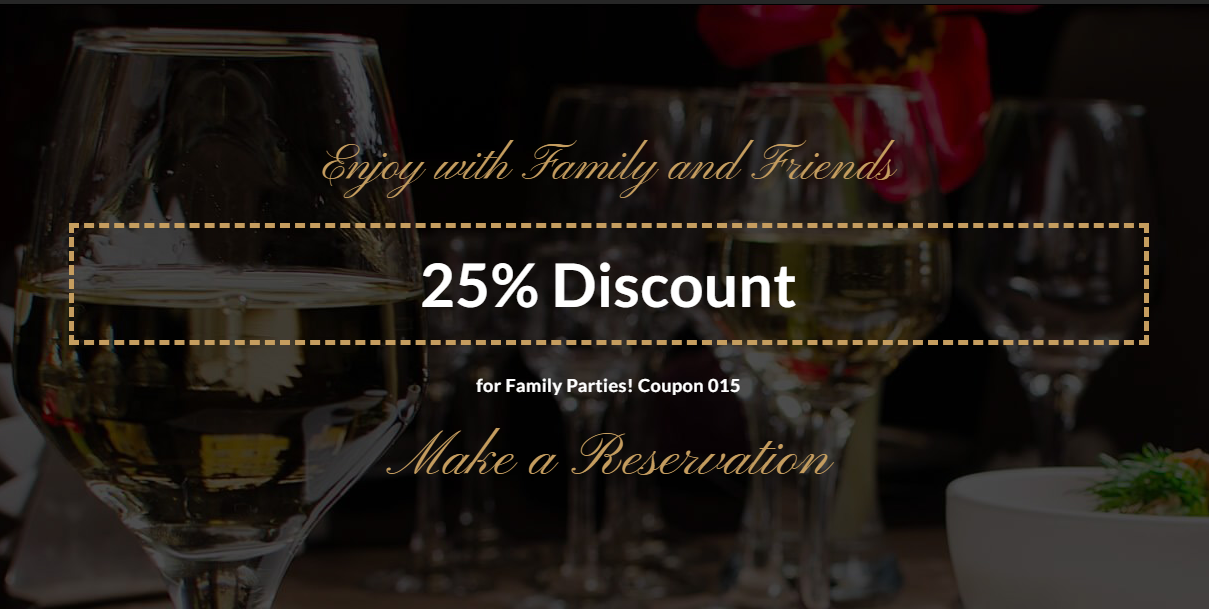 Enjoy with Family and Friends
25% Discount
for Family Parties! Coupon 015
Make a Reservation